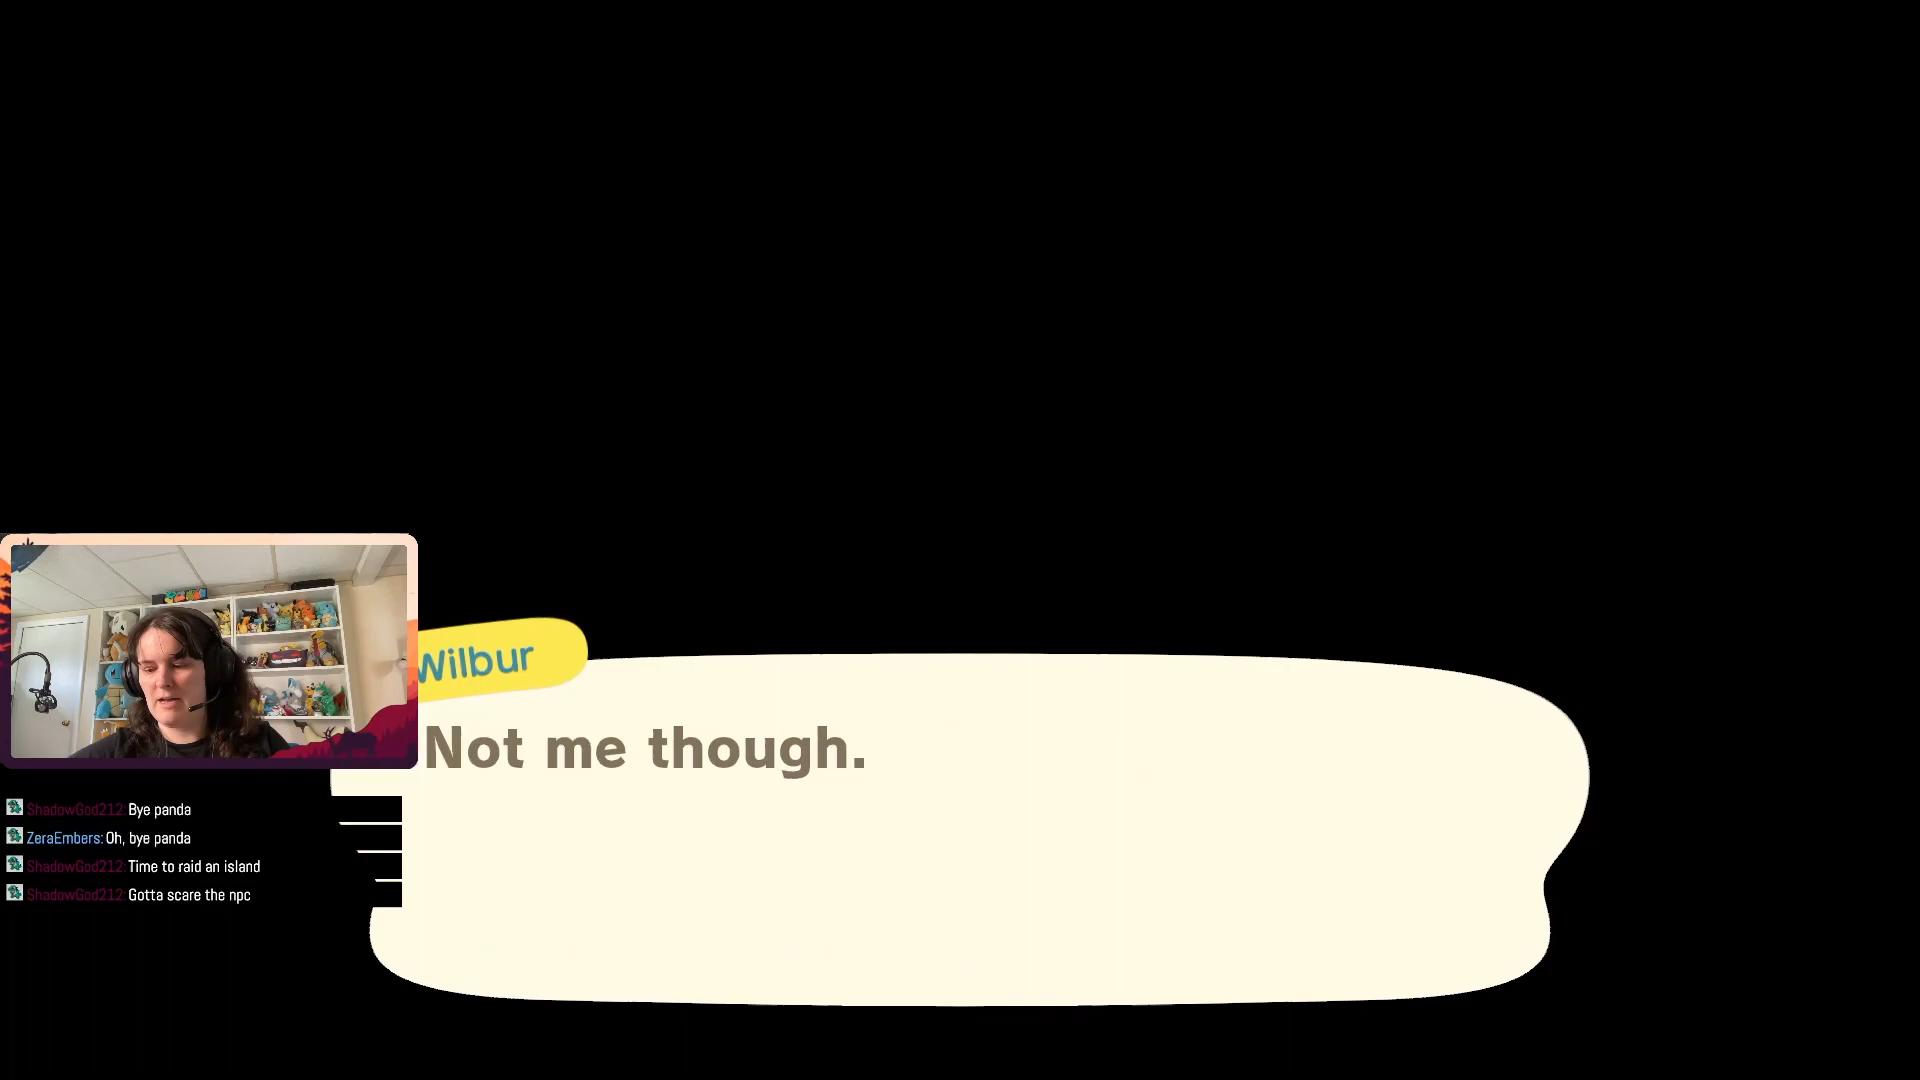 Wilbur
Not me though.
ShadowGod212: Bye panda
ZeraEmbers: Oh, bye panda
ShadowGod212: Time to raid an island
ShadowGod212: Gotta scare the npc